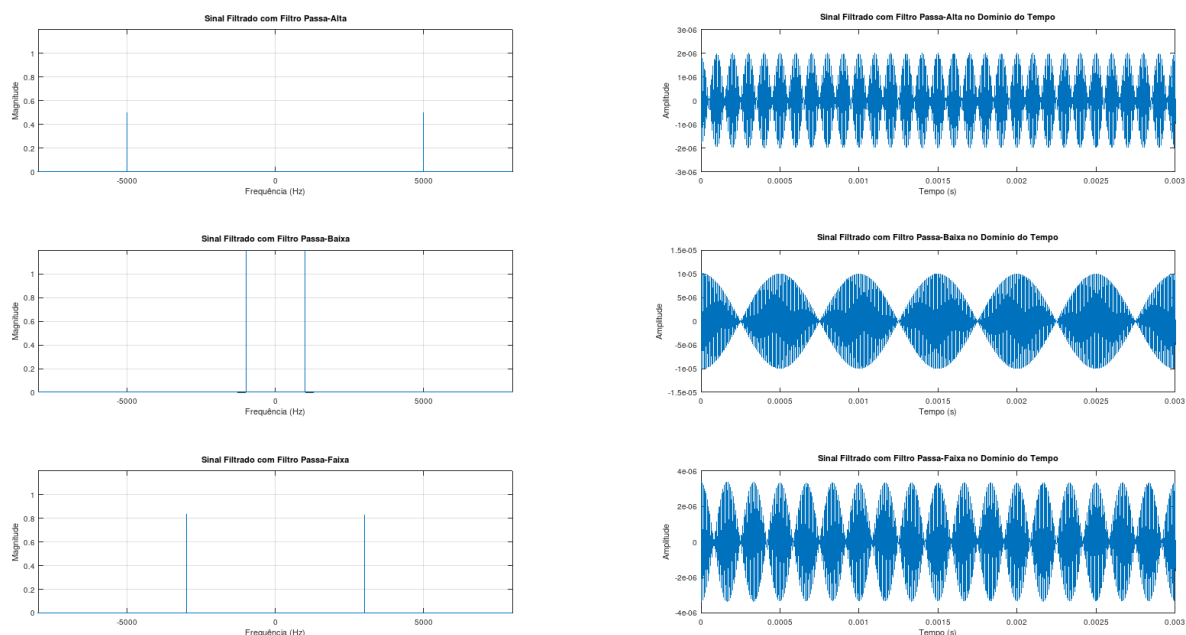 Sinal Filtrado com Filtro Passa-Alta
Magnitude
1
0.8
0.6
0.4
0.2
0
-5000
0
5000
Frequência (Hz)
Sinal Filtrado com Filtro Passa-Alta no Domínio do Tempo
Amplitude
3e-06
2e-06
1e-06
0
-1e-06
-2e-06
-3e-06
0
0.0005
0.001
0.0015
0.002
0.0025
0.003
Tempo (s)
Sinal Filtrado com Filtro Passa-Baixa
Magnitude
1
0.8
0.6
0.4
0.2
0
-5000
0
5000
Frequência (Hz)
Sinal Filtrado com Filtro Passa-Baixa no Domínio do Tempo
Amplitude
1.5e-05
1e-05
5e-06
0
-5e-06
-1e-05
-1.5e-05
0
0.0005
0.001
0.0015
0.002
0.0025
0.003
Tempo (s)
Sinal Filtrado com Filtro Passa-Faixa
Magnitude
1
0.8
0.6
0.4
0.2
0
-5000
0
5000
Frequência (Hz)
Sinal Filtrado com Filtro Passa-Faixa no Domínio do Tempo
Amplitude
4e-06
2e-06
0
-2e-06
-4e-06
0
0.0005
0.001
0.0015
0.002
0.0025
0.003
Tempo (s)